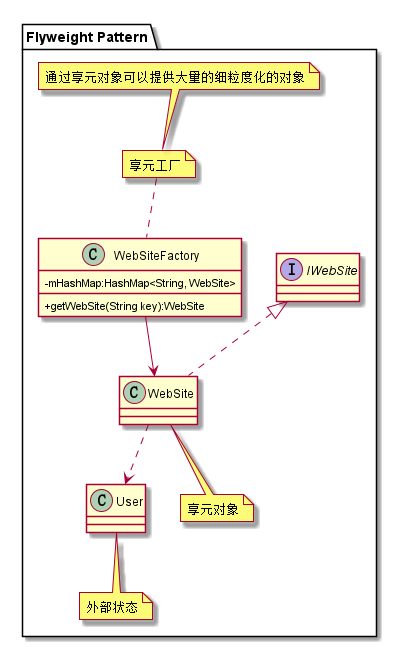 Flyweight Pattern
通过享元对象可以提供大量的细粒度化的对象
享元工厂
C WebSiteFactory
-mHashMap:HashMap<String, WebSite>
+getWebSite(String key):WebSite
I IWebSite
C WebSite
C User
享元对象
外部状态